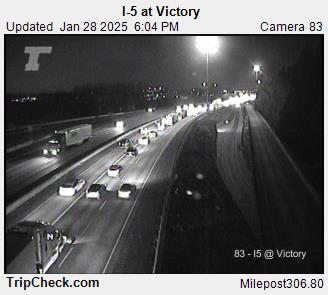 I-5 at Victory
Updated Jan 28 2025 6:04 PM Camera 83
T
83 - I5 @ Victory
TripCheck.com Milepost306.80